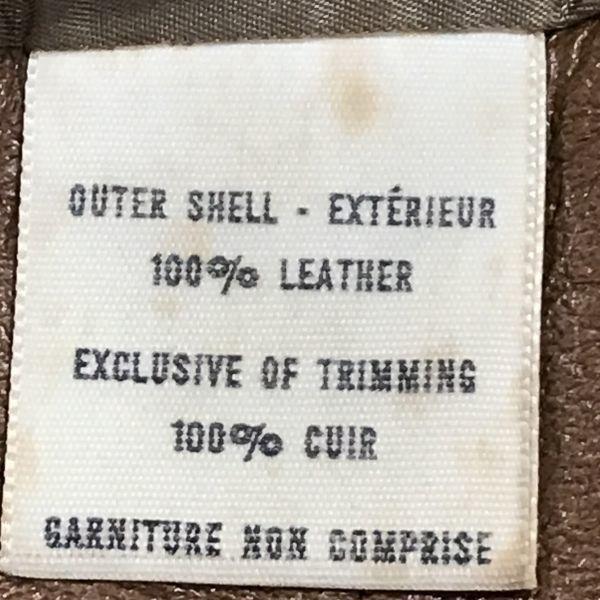 OUTER SHELL - EXTÉRIEUR
100% LEATHER
EXCLUSIVE OF TRIMMING
100% CUIR
GARNITURE NON COMPRISE